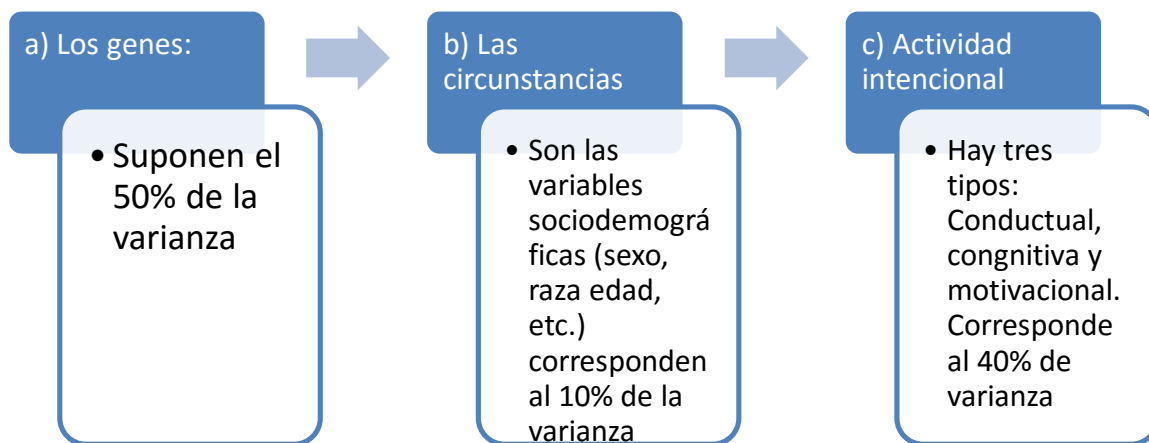 a) Los genes:
• Suponen el
50% de la
varianza
b) Las
circunstancias
• Son las
variables
sociodemográ
ficas (sexo,
raza edad,
etc.)
corresponden
al 10% de la
varianza
c) Actividad
intencional
• Hay tres
tipos:
Conductual,
congnitiva y
motivacional.
Corresponde
al 40% de
varianza